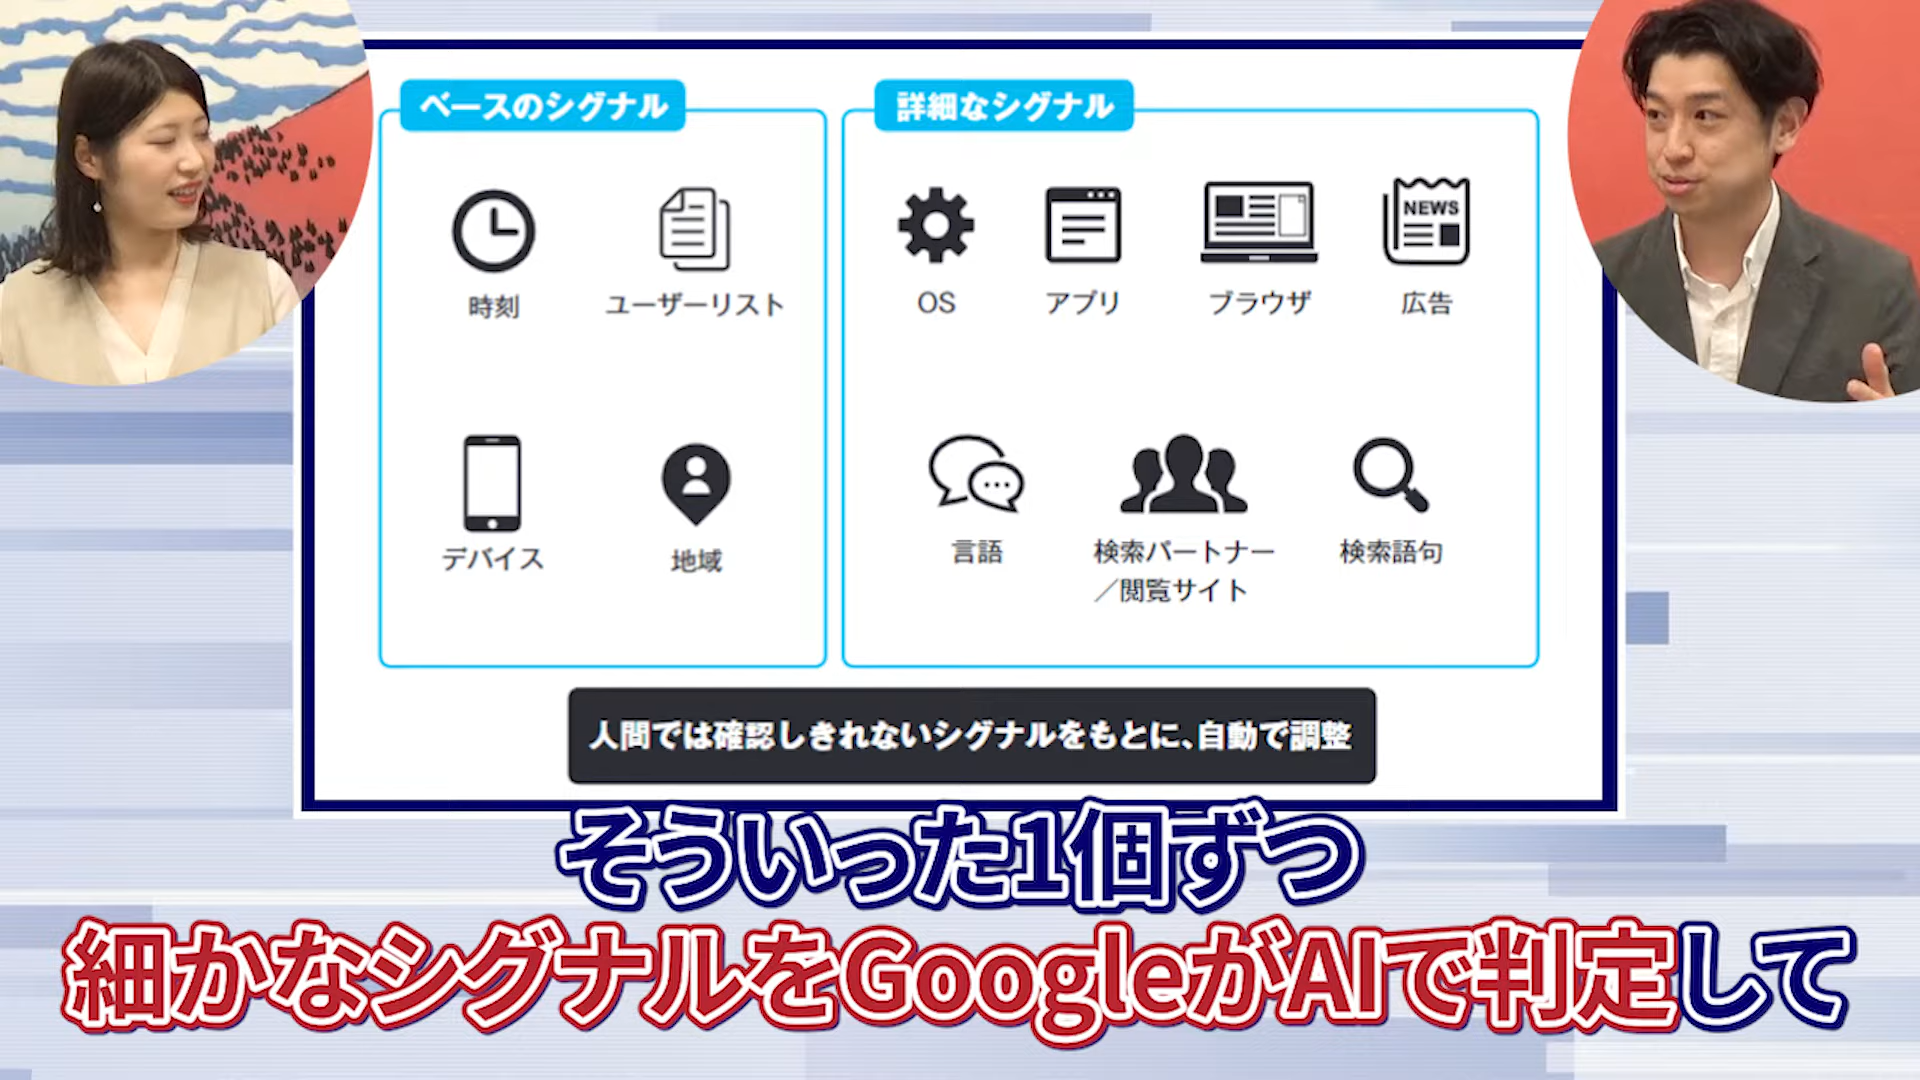 ベースのシグナル
詳細なシグナル
時刻
ユーザーリスト
OS
アプリ
ブラウザ
NEWS
広告
デバイス
地域
言語
検索パートナー
／閲覧サイト
検索語句
人間では確認しきれないシグナルをもとに、自動で調整
そういった1個ずつ
細かなシグナルをGoogleがAIで判定して